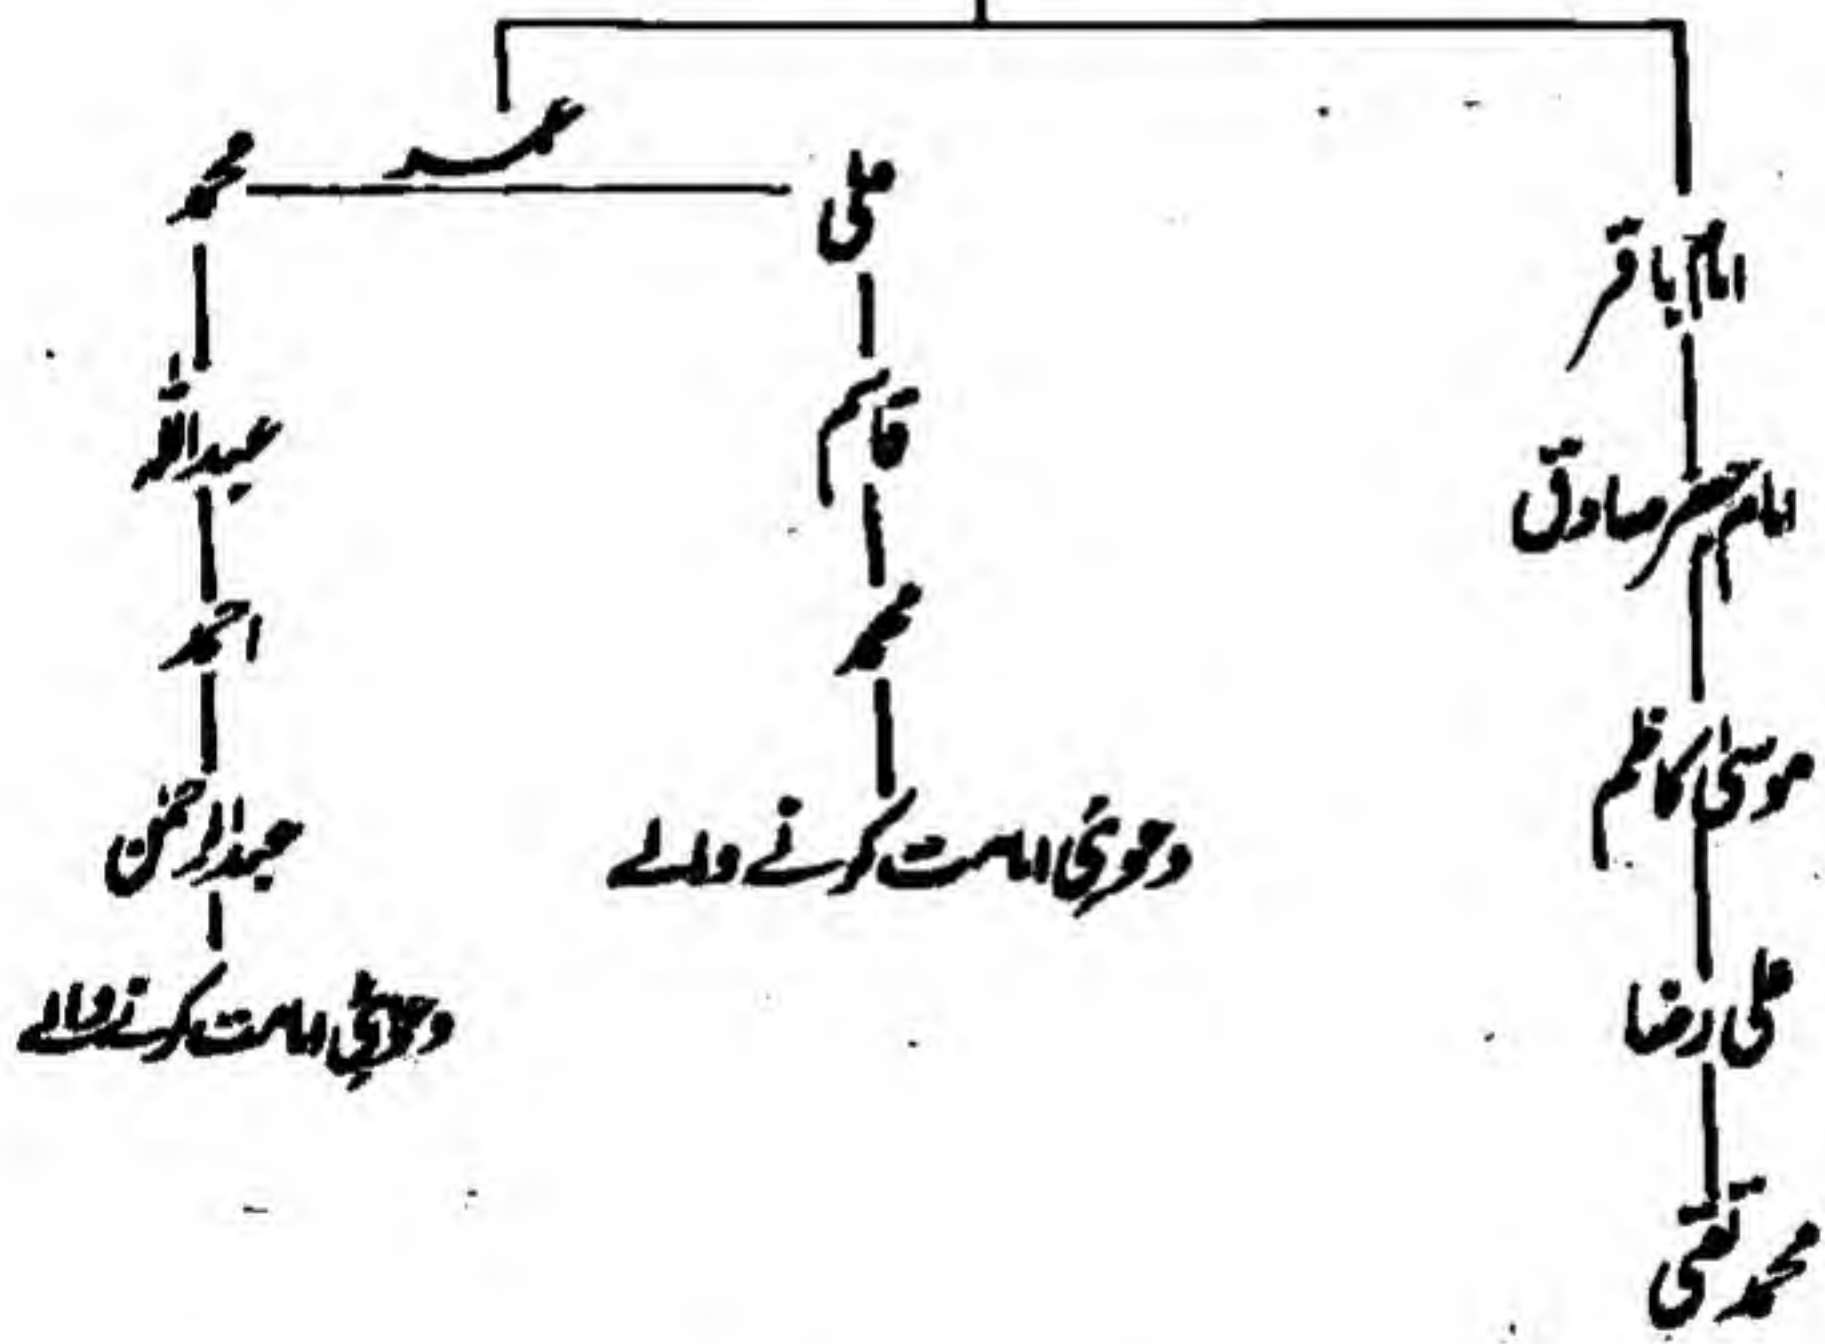 عمر
محمد
علی
امام باقر
عبداللہ
قاسم
امام جعفر صادق
احمد
محمد
موسیٰ کاظم
عبدالرحمٰن
دعویٰ امامت کرنے والے
علی رضا
دعویٰ امامت کرنے والے
محمد تقی